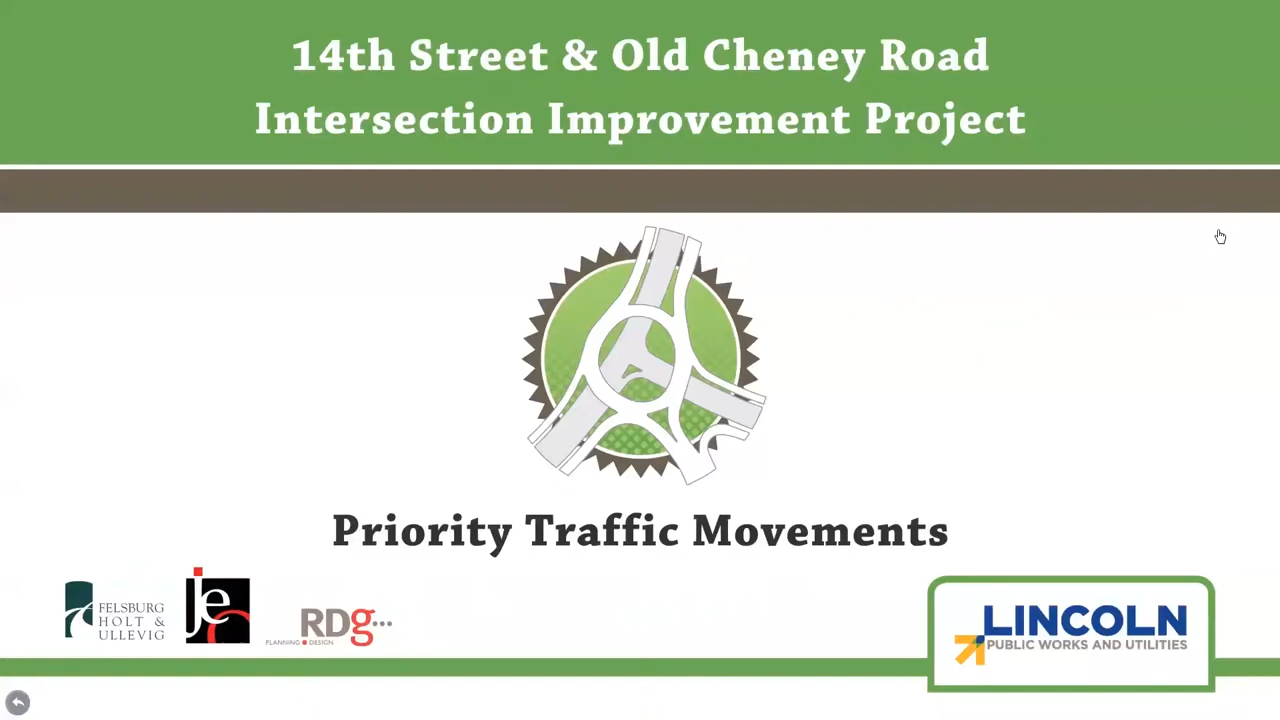 14th Street & Old Cheney Road
Intersection Improvement Project
Priority Traffic Movements
FELSBURG
HOLT &
ULLEVIG
jeo
RDg...
PLANNING • DESIGN
LINCOLN
PUBLIC WORKS AND UTILITIES